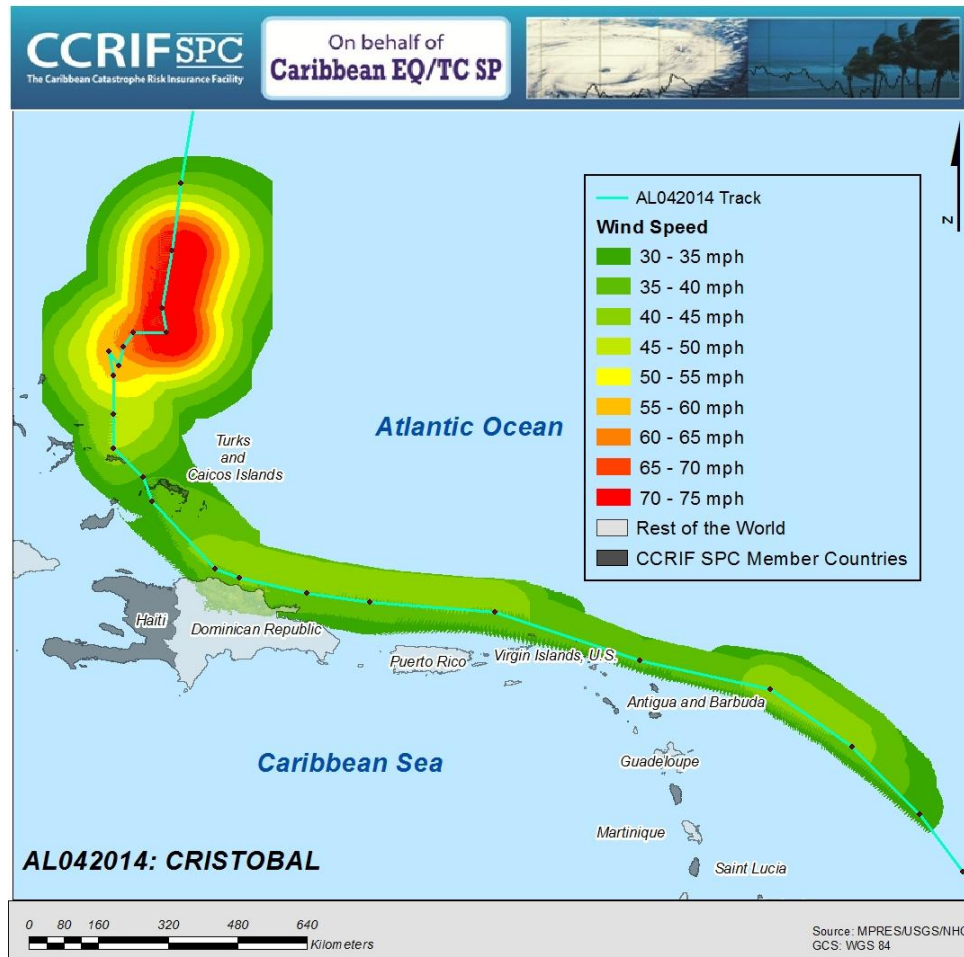 CCRIF SPC
The Caribbean Catastrophe Risk Insurance Facility
On behalf of
Caribbean EQ/TC SP
N
AL042014 Track
Wind Speed
30 - 35 mph
35 - 40 mph
40 - 45 mph
45 - 50 mph
50 - 55 mph
55 - 60 mph
60 - 65 mph
65 - 70 mph
70 - 75 mph
Rest of the World
CCRIF SPC Member Countries
Atlantic Ocean
Turks
and
Caicos Islands
Haiti
Dominican Republic
Puerto Rico
Virgin Islands, U.S.
Antigua and Barbuda
Guadeloupe
Caribbean Sea
Martinique
Saint Lucia
AL042014: CRISTOBAL
0 80 160 320 480 640
Kilometers
Source: MPRES/USGS/NHC
GCS: WGS 84